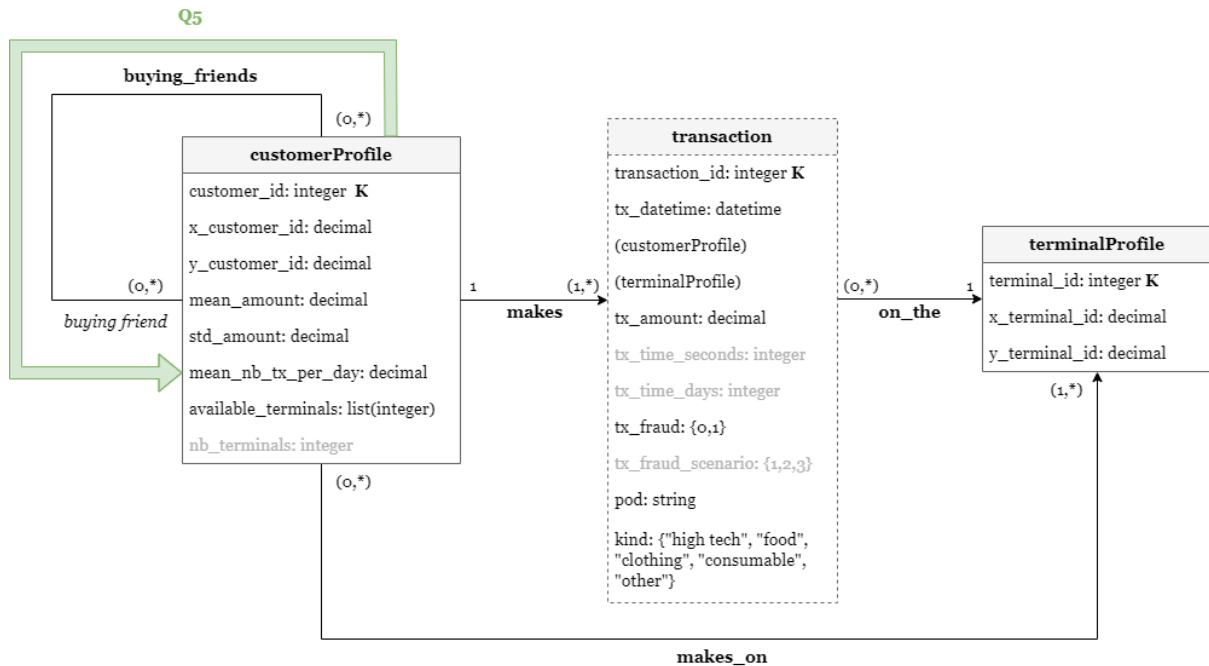 Q5
buying_friends
(0,*)
customerProfile
customer_id: integer K
x_customer_id: decimal
y_customer_id: decimal
(0,*)
mean_amount: decimal
buying friend
std_amount: decimal
mean_nb_tx_per_day: decimal
available_terminals: list(integer)
nb_terminals: integer
(0,*)
1
(1,*)
makes
transaction
transaction_id: integer K
tx_datetime: datetime
(customerProfile)
(terminalProfile)
tx_amount: decimal
tx_time_seconds: integer
tx_time_days: integer
tx_fraud: {0,1}
tx_fraud_scenario: {1,2,3}
pod: string
kind: {"high tech", "food",
"clothing", "consumable",
"other"}
(0,*)
1
on_the
terminalProfile
terminal_id: integer K
x_terminal_id: decimal
y_terminal_id: decimal
(1,*)
makes_on